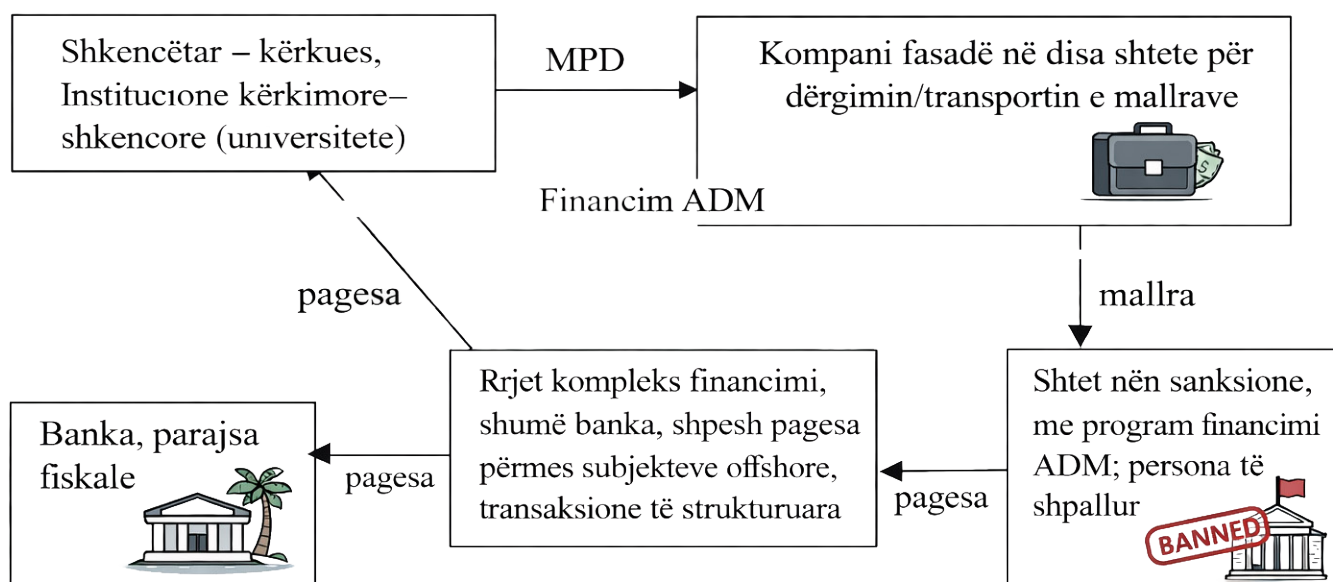 Shkencëtar – kërkues,
Institucione kërkimore–
shkencore (universitete)
MPD
Kompani fasadë në disa shtete për
dërgimin/transportin e mallrave
Financim ADM
pagesa
mallra
Rrjet kompleks financimi,
shumë banka, shpesh pagesa
përmes subjekteve offshore,
transaksione të strukturuara
Shtet nën sanksione,
me program financimi
ADM; persona të
shpallur
BANNED
pagesa
Banka, parajsa
fiskale
pagesa